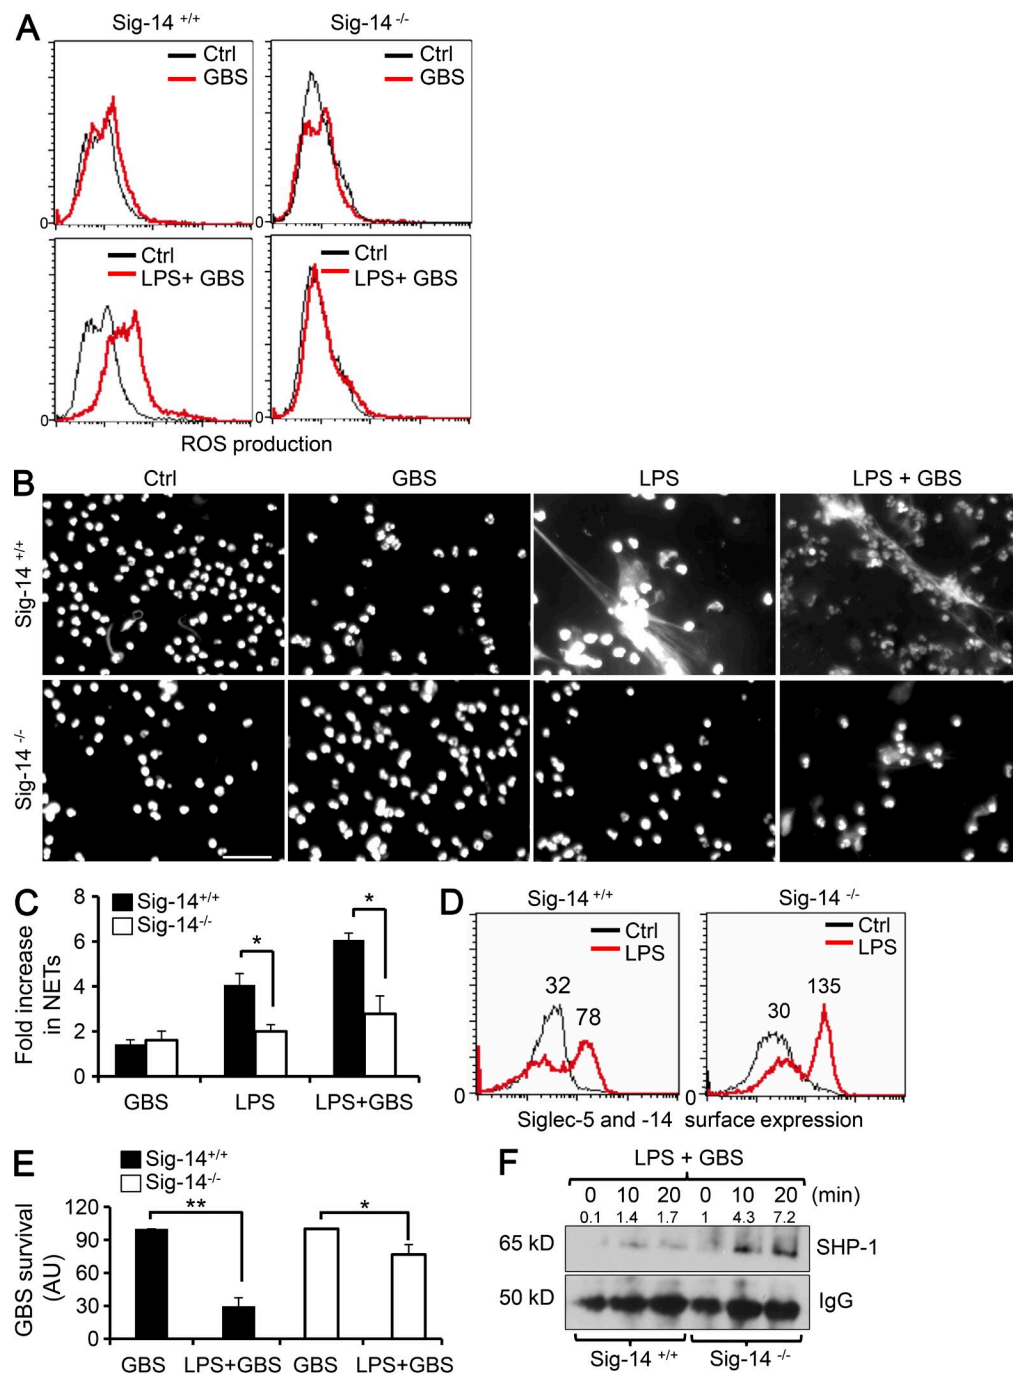 A
Sig-14 +/+
Sig-14 -/-
Ctrl
GBS
Ctrl
GBS
0
0
Ctrl
LPS+ GBS
Ctrl
LPS+ GBS
0
0
ROS production
B
Ctrl
GBS
LPS
LPS + GBS
Sig-14 +/+
Sig-14 -/-
C
Sig-14+/+
Sig-14-/-
Fold increase in NETs
8
6
4
2
0
*
*
GBS
LPS
LPS+GBS
D
Sig-14 +/+
Sig-14 -/-
Ctrl
LPS
32
78
0
Ctrl
LPS
30
135
0
Siglec-5 and -14 surface expression
E
Sig-14+/+
Sig-14-/-
GBS survival (AU)
120
90
60
30
0
**
*
GBS
LPS+GBS
GBS
LPS+GBS
F
LPS + GBS
0 10 20 0 10 20 (min)
0.1 1.4 1.7 1 4.3 7.2
65 kD
SHP-1
50 kD
IgG
Sig-14 +/+
Sig-14 -/-